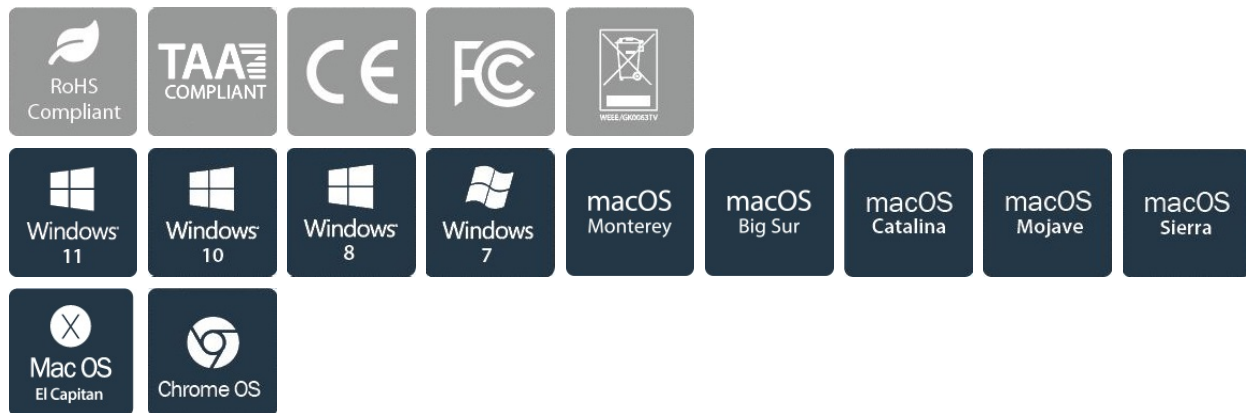 RoHS
Compliant
TAA
COMPLIANT
CE
FC
WEEE/GK0063TV
Windows
11
Windows
10
Windows
8
Windows
7
macOS
Monterey
macOS
Big Sur
macOS
Catalina
macOS
Mojave
macOS
Sierra
X
Mac OS
El Capitan
Chrome OS